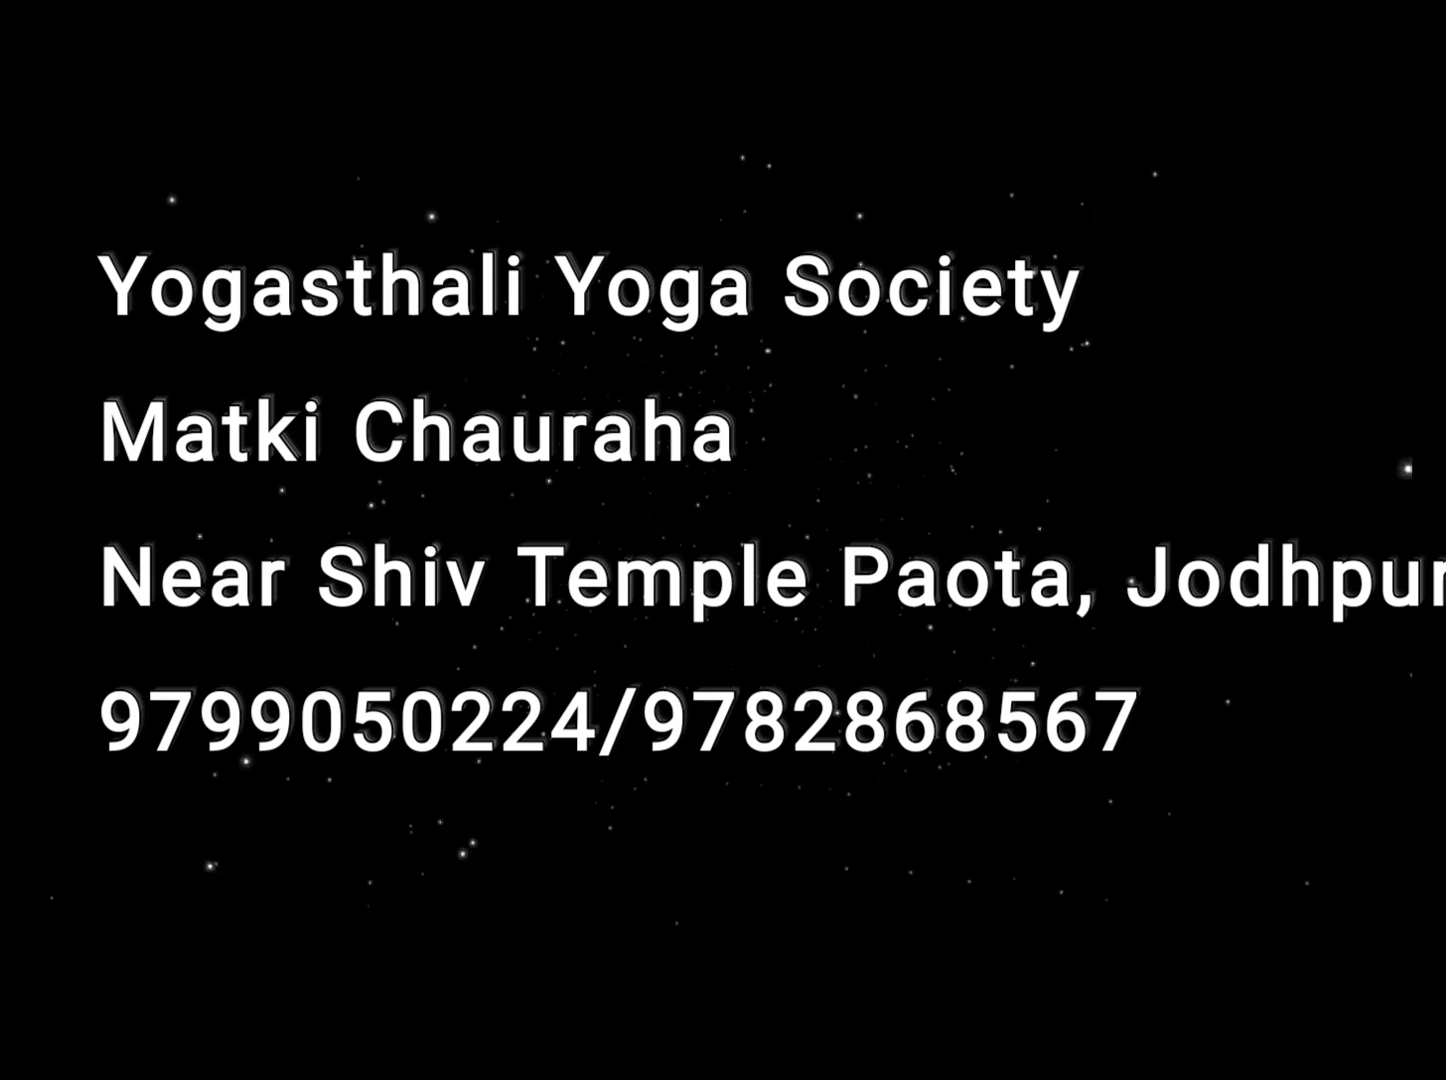 Yogasthali Yoga Society
Matki Chauraha
Near Shiv Temple Paota, Jodhpur
9799050224/9782868567